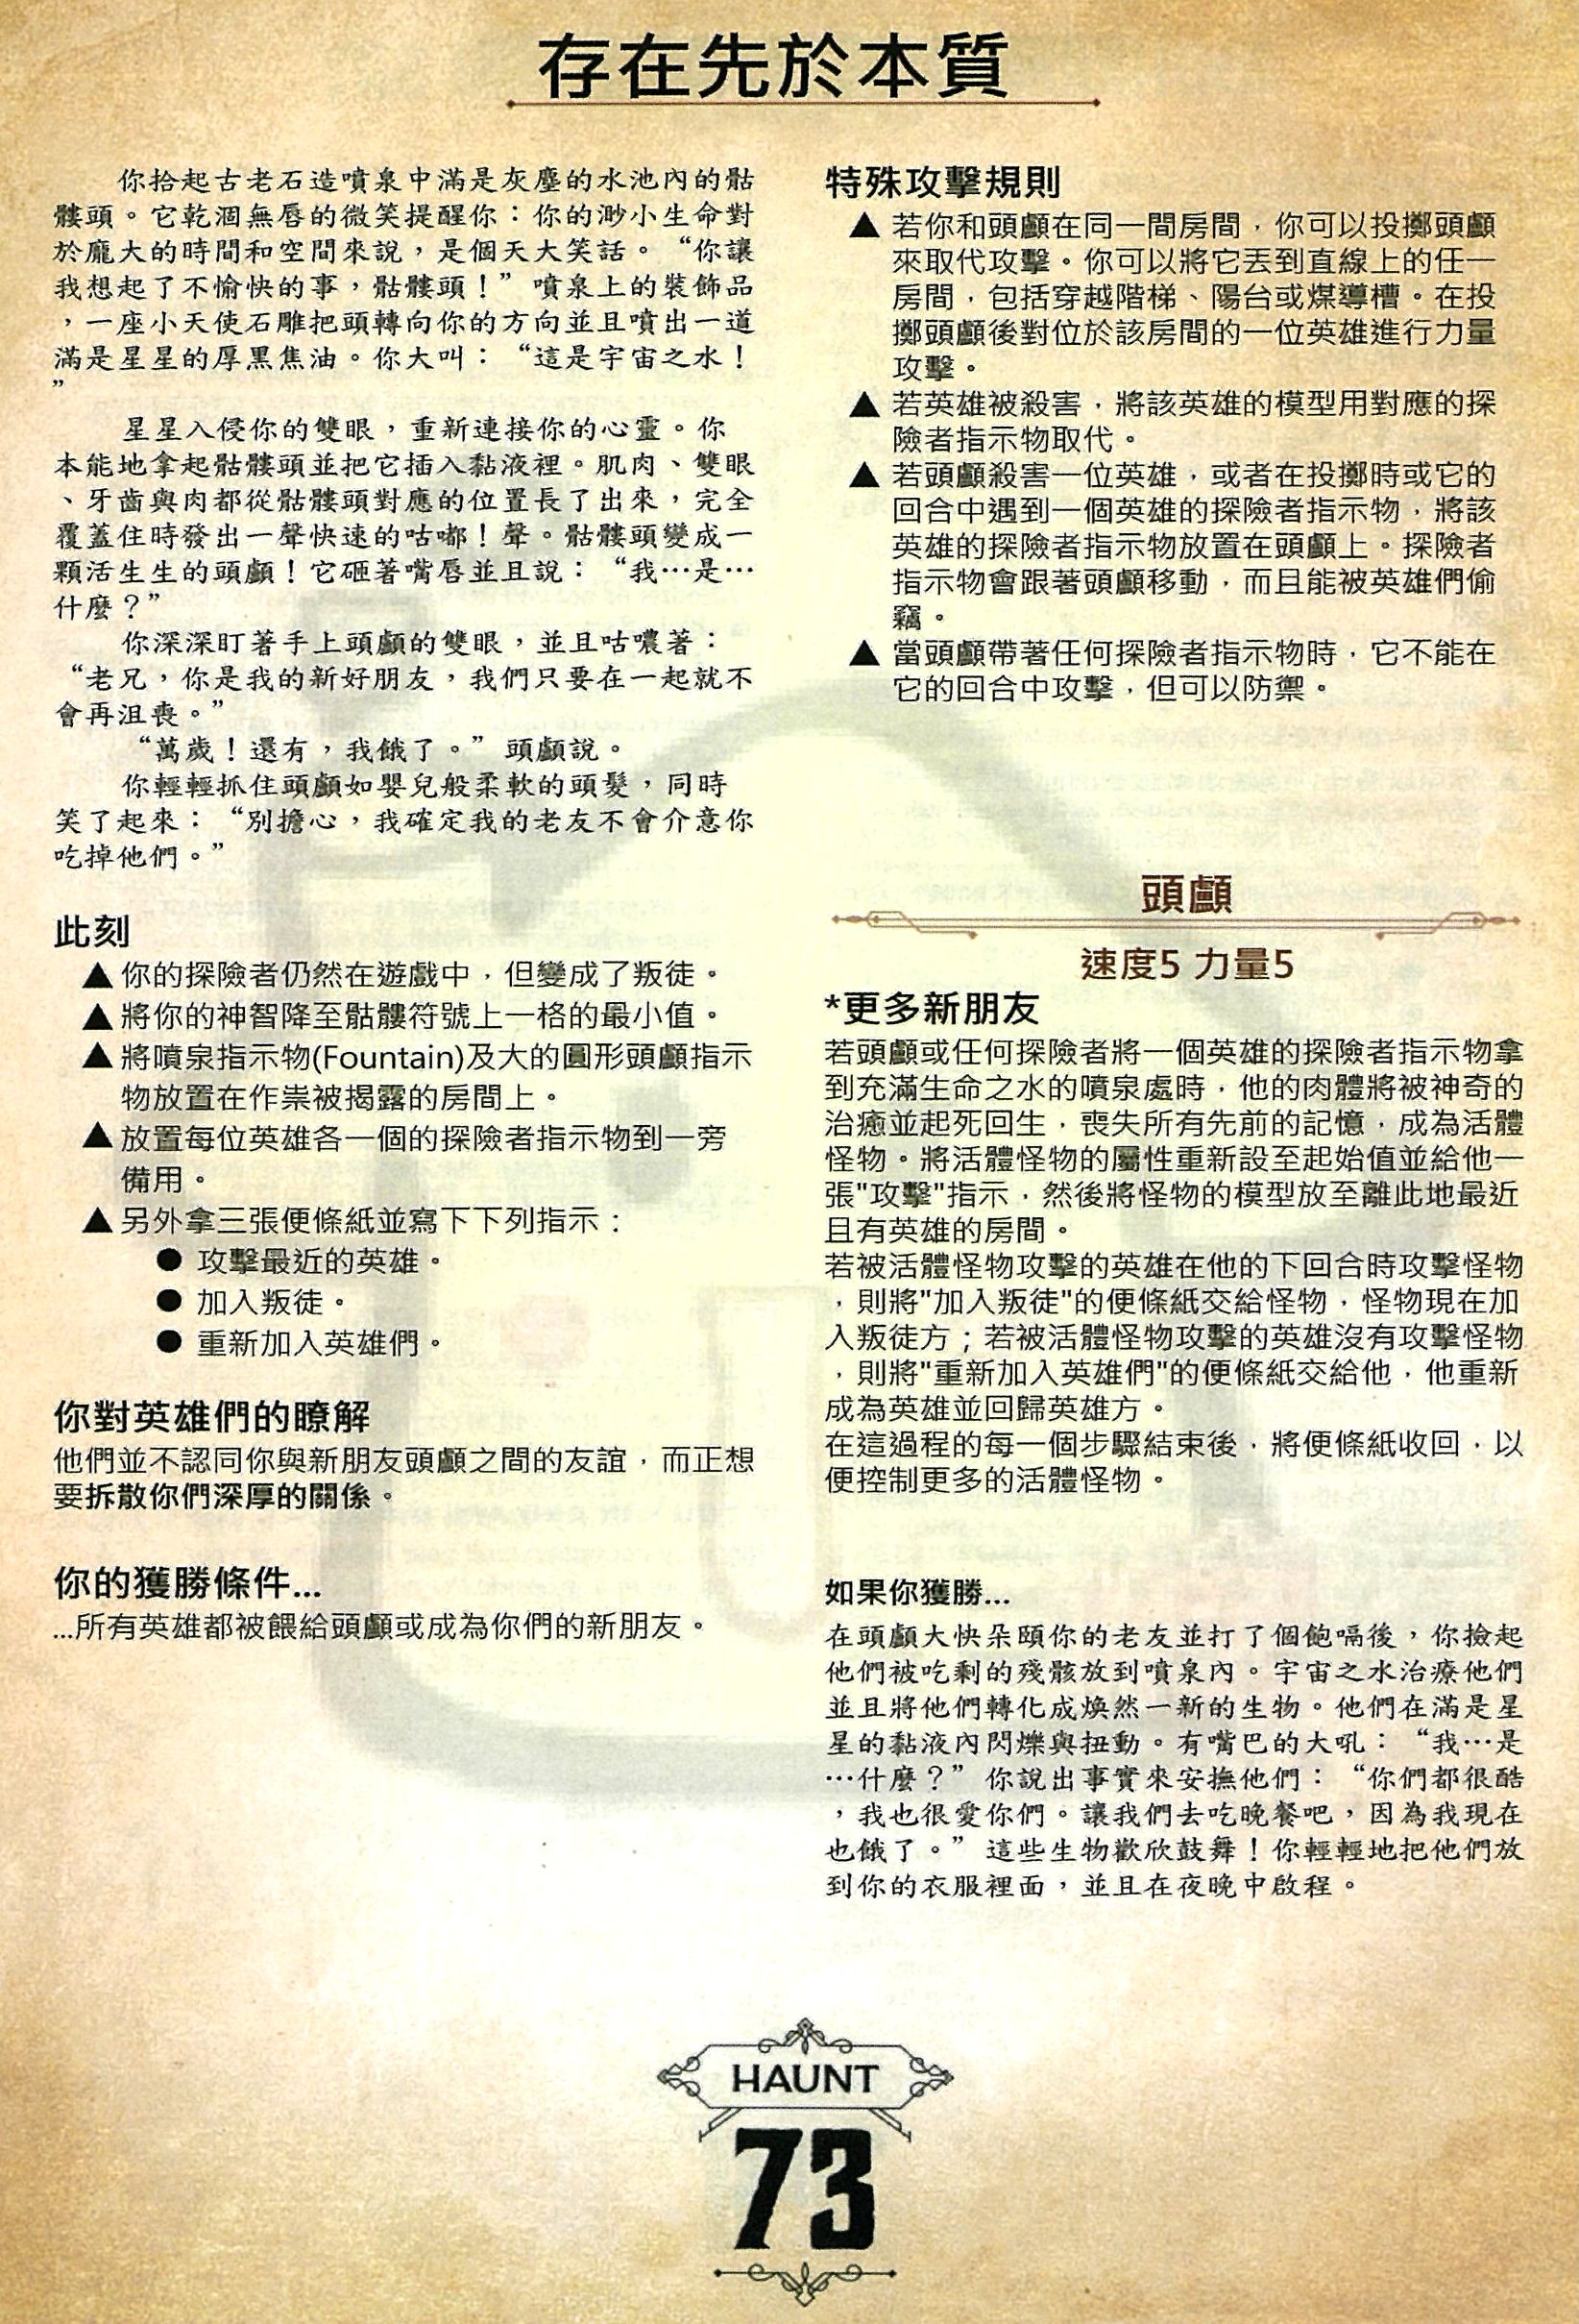 存在先於本質
你拾起古老石造噴泉中滿是灰塵的水池內的骷
髏頭。它乾涸無唇的微笑提醒你：你的渺小生命對
於龐大的時間和空間來說，是個天大笑話。“你讓
我想起了不愉快的事，骷髏頭！”噴泉上的裝飾品
，一座小天使石雕把頭轉向你的方向並且噴出一道
滿是星星的厚黑焦油。你大叫：“這是宇宙之水！
”
星星入侵你的雙眼，重新連接你的心靈。你
本能地拿起骷髏頭並把它插入黏液裡。肌肉、雙眼
、牙齒與肉都從骷髏頭對應的位置長了出來，完全
覆蓋住時發出一聲快速的咕嘟！聲。骷髏頭變成一
顆活生生的頭顱！它砸著嘴唇並且說：“我…是…
什麼？”
你深深盯著手上頭顱的雙眼，並且咕噥著：
“老兄，你是我的新好朋友，我們只要在一起就不
會再沮喪。”
“萬歲！還有，我餓了。”頭顱說。
你輕輕抓住頭顱如嬰兒般柔軟的頭髮，同時
笑了起來：“別擔心，我確定我的老友不會介意你
吃掉他們。”
此刻
▲你的探險者仍然在遊戲中，但變成了叛徒。
▲將你的神智降至骷髏符號上一格的最小值。
▲將噴泉指示物(Fountain)及大的圓形頭顱指示
物放置在作祟被揭露的房間上。
▲放置每位英雄各一個的探險者指示物到一旁
備用。
▲另外拿三張便條紙並寫下下列指示：
● 攻擊最近的英雄。
● 加入叛徒。
● 重新加入英雄們。
你對英雄們的瞭解
他們並不認同你與新朋友頭顱之間的友誼，而正想
要拆散你們深厚的關係。
你的獲勝條件...
...所有英雄都被餵給頭顱或成為你們的新朋友。
特殊攻擊規則
▲ 若你和頭顱在同一間房間，你可以投擲頭顱
來取代攻擊。你可以將它丟到直線上的任一
房間，包括穿越階梯、陽台或煤導槽。在投
擲頭顱後對位於該房間的一位英雄進行力量
攻擊。
▲ 若英雄被殺害，將該英雄的模型用對應的探
險者指示物取代。
▲ 若頭顱殺害一位英雄，或者在投擲時或它的
回合中遇到一個英雄的探險者指示物，將該
英雄的探險者指示物放置在頭顱上。探險者
指示物會跟著頭顱移動，而且能被英雄們偷
竊。
▲ 當頭顱帶著任何探險者指示物時，它不能在
它的回合中攻擊，但可以防禦。
頭顱
速度5 力量5
*更多新朋友
若頭顱或任何探險者將一個英雄的探險者指示物拿
到充滿生命之水的噴泉處時，他的肉體將被神奇的
治癒並起死回生，喪失所有先前的記憶，成為活體
怪物。將活體怪物的屬性重新設至起始值並給他一
張"攻擊"指示，然後將怪物的模型放至離此地最近
且有英雄的房間。
若被活體怪物攻擊的英雄在他的下回合時攻擊怪物
，則將"加入叛徒"的便條紙交給怪物，怪物現在加
入叛徒方；若被活體怪物攻擊的英雄沒有攻擊怪物
，則將"重新加入英雄們"的便條紙交給他，他重新
成為英雄並回歸英雄方。
在這過程的每一個步驟結束後，將便條紙收回，以
便控制更多的活體怪物。
如果你獲勝...
在頭顱大快朵頤你的老友並打了個飽嗝後，你撿起
他們被吃剩的殘骸放到噴泉內。宇宙之水治療他們
並且將他們轉化成煥然一新的生物。他們在滿是星
星的黏液內閃爍與扭動。有嘴巴的大吼：“我…是
…什麼？”你說出事實來安撫他們：“你們都很酷
，我也很愛你們。讓我們去吃晚餐吧，因為我現在
也餓了。”這些生物歡欣鼓舞！你輕輕地把他們放
到你的衣服裡面，並且在夜晚中啟程。
HAUNT
73